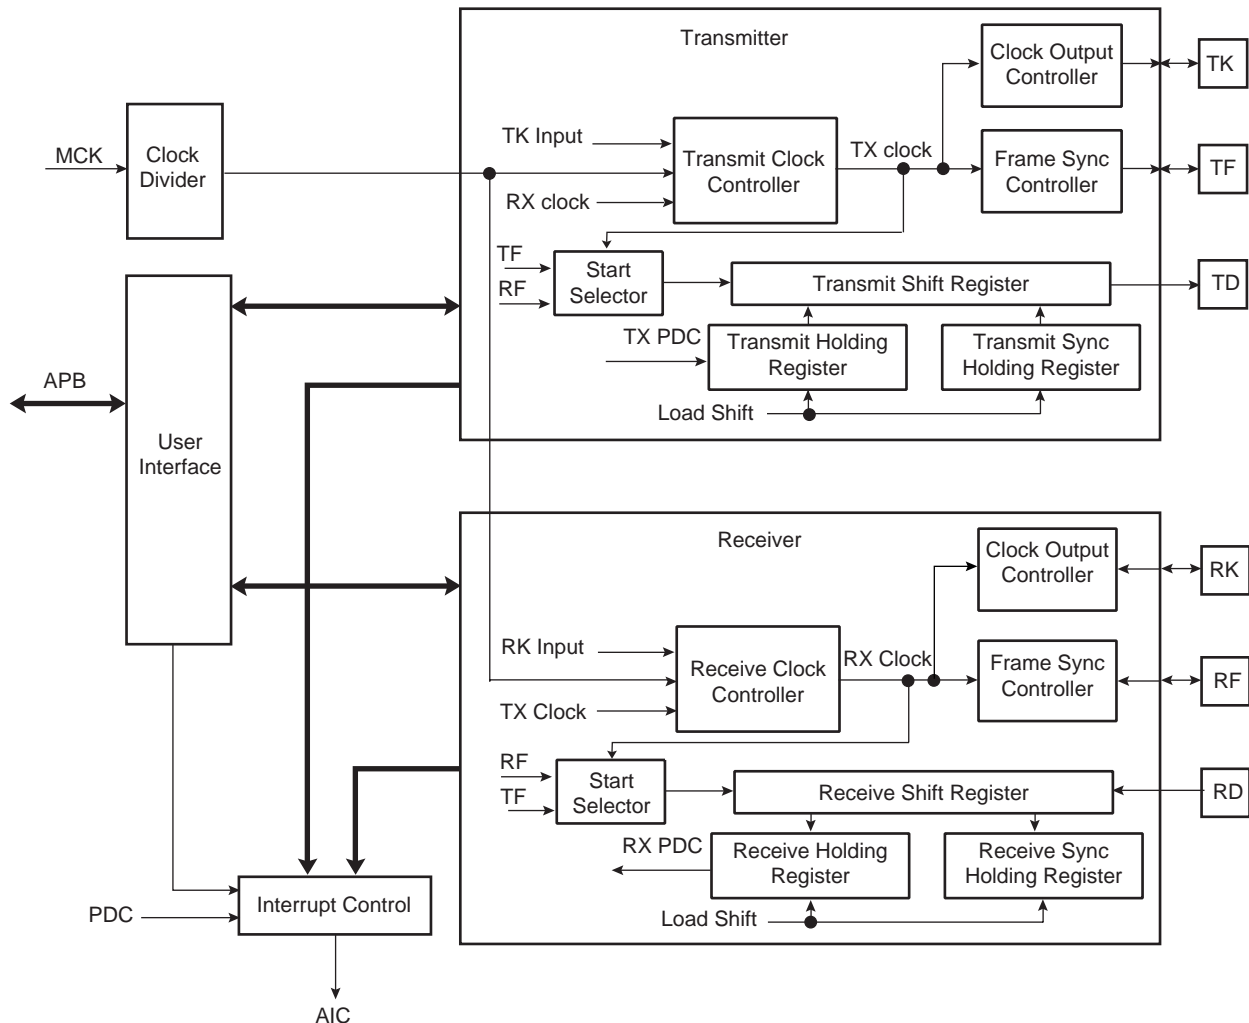 Transmitter
Clock Output
Controller
TK
MCK
Clock
Divider
TK Input
Transmit Clock
Controller
TX clock
Frame Sync
Controller
TF
RX clock
TF
RF
Start
Selector
Transmit Shift Register
TD
TX PDC
Transmit Holding
Register
Transmit Sync
Holding Register
Load Shift
APB
User
Interface
Receiver
Clock Output
Controller
RK
RK Input
Receive Clock
Controller
RX Clock
Frame Sync
Controller
RF
TX Clock
RF
TF
Start
Selector
Receive Shift Register
RD
RX PDC
Receive Holding
Register
Receive Sync
Holding Register
Load Shift
PDC
Interrupt Control
AIC